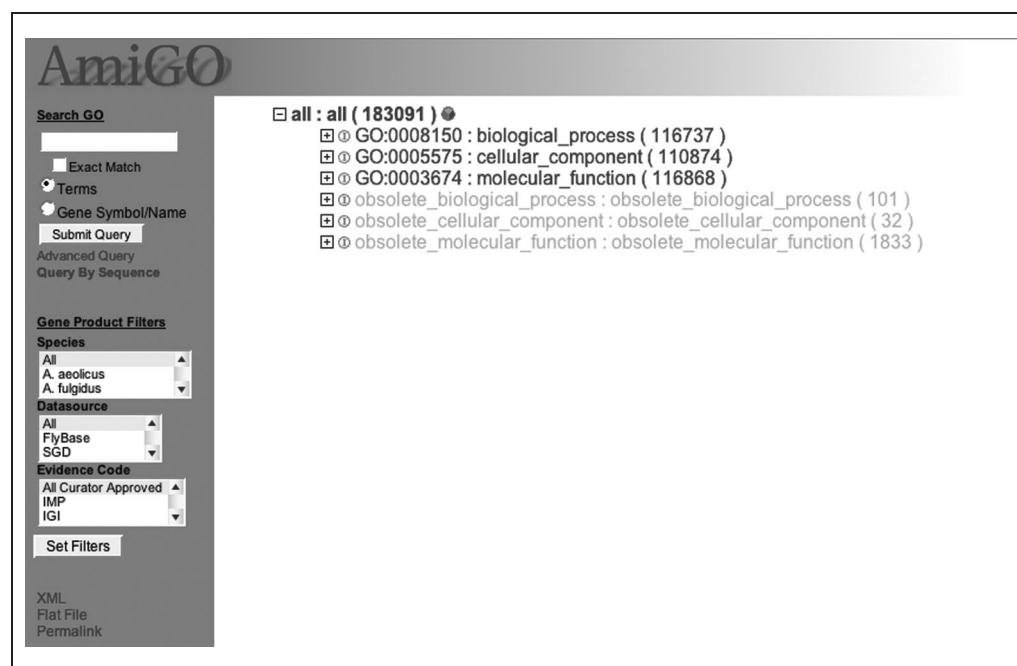 AmiGO
Search GO
Exact Match
Terms
Gene Symbol/Name
Submit Query
Advanced Query
Query By Sequence
Gene Product Filters
Species
All
A. aeolicus
A. fulgidus
Datasource
All
FlyBase
SGD
Evidence Code
All Curator Approved
IMP
IGI
Set Filters
XML
Flat File
Permalink
all : all ( 183091 )
GO:0008150 : biological_process ( 116737 )
GO:0005575 : cellular_component ( 110874 )
GO:0003674 : molecular_function ( 116868 )
obsolete_biological_process : obsolete_biological_process ( 101 )
obsolete_cellular_component : obsolete_cellular_component ( 32 )
obsolete_molecular_function : obsolete_molecular_function ( 1833 )